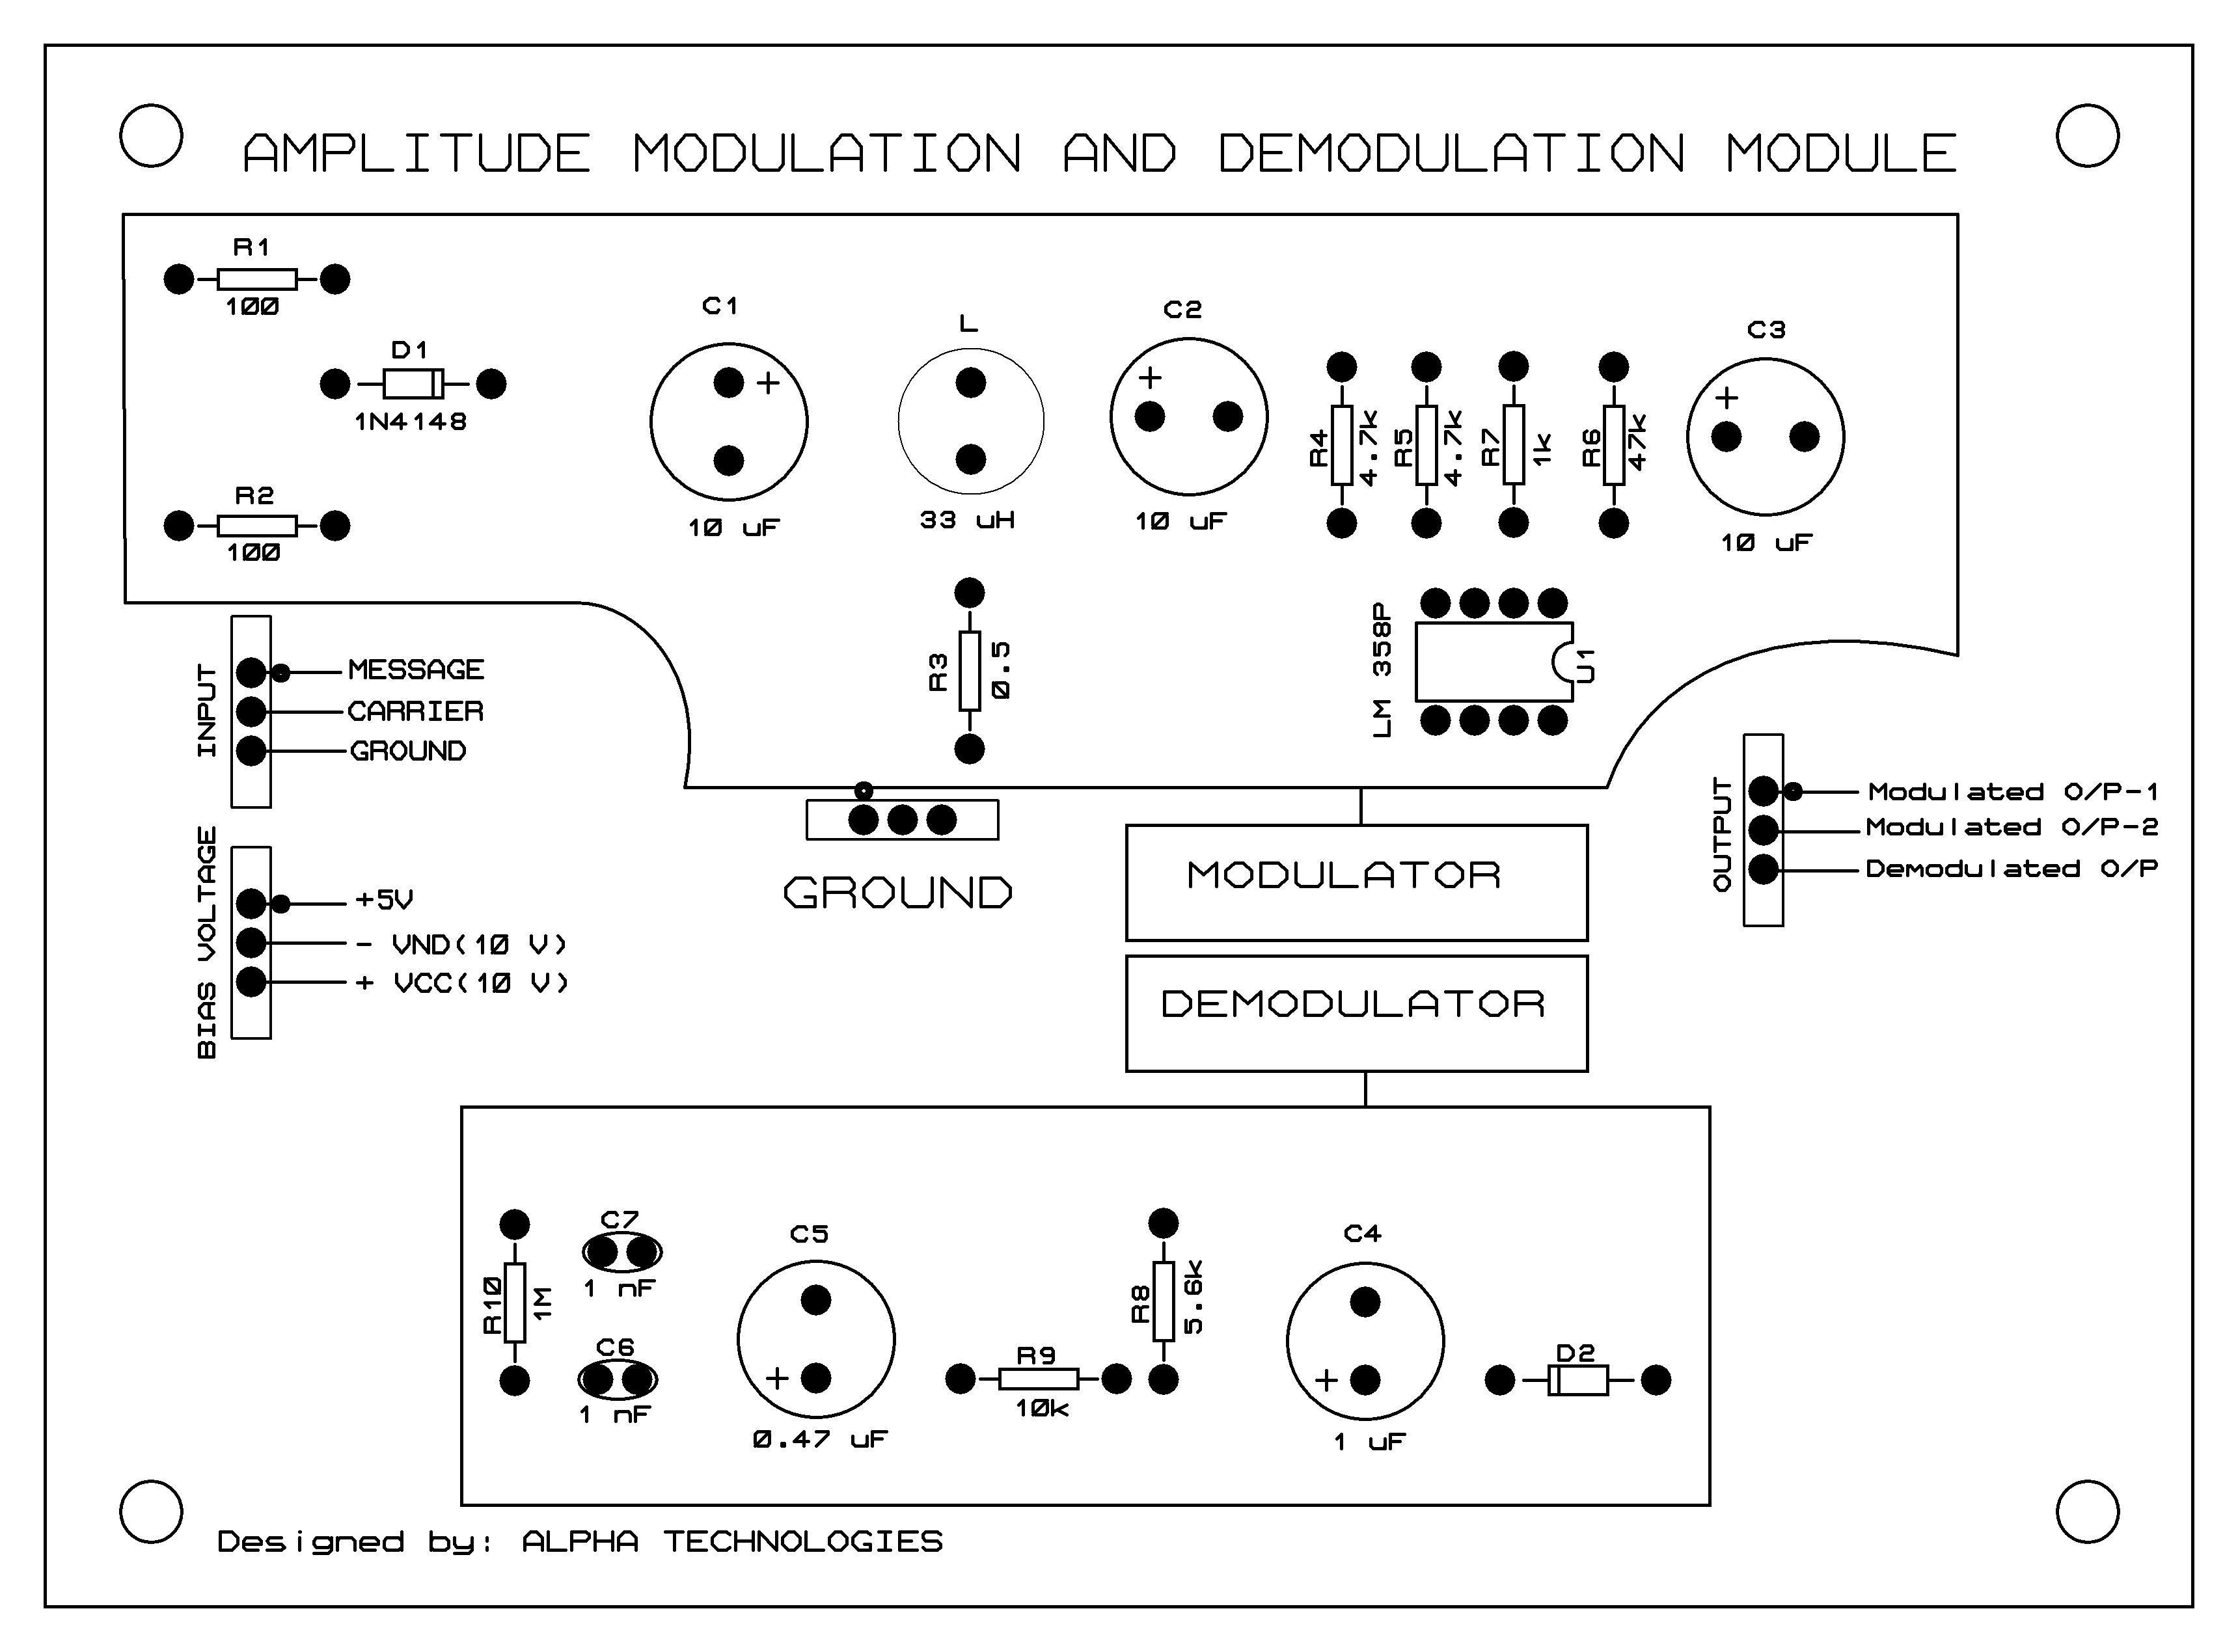 AMPLITUDE MODULATION AND DEMODULATION MODULE
R1
100
D1
1N4148
R2
100
C1
+
10 uF
L
33 uH
C2
+
10 uF
R4
4.7k
R5
4.7k
R7
1k
R6
47k
C3
+
10 uF
R3
0.5
LM 358P
U1
INPUT
MESSAGE
CARRIER
GROUND
BIAS VOLTAGE
+5V
- VND(10 V)
+ VCC(10 V)
GROUND
MODULATOR
DEMODULATOR
OUTPUT
Modulated O/P-1
Modulated O/P-2
Demodulated O/P
R10
1M
C7
1 nF
C6
1 nF
C5
+
0.47 uF
R9
10k
R8
5.6k
C4
+
1 uF
D2
Designed by: ALPHA TECHNOLOGIES